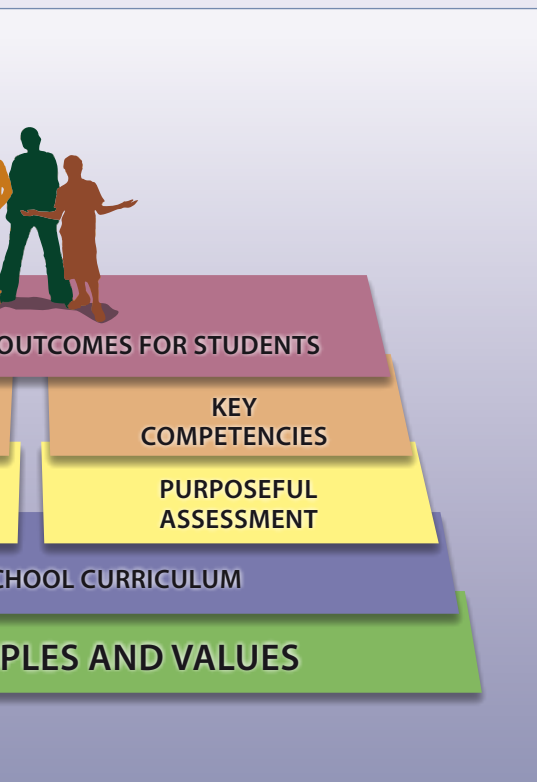 OUTCOMES FOR STUDENTS
KEY
COMPETENCIES
PURPOSEFUL
ASSESSMENT
CHOOL CURRICULUM
PLES AND VALUES